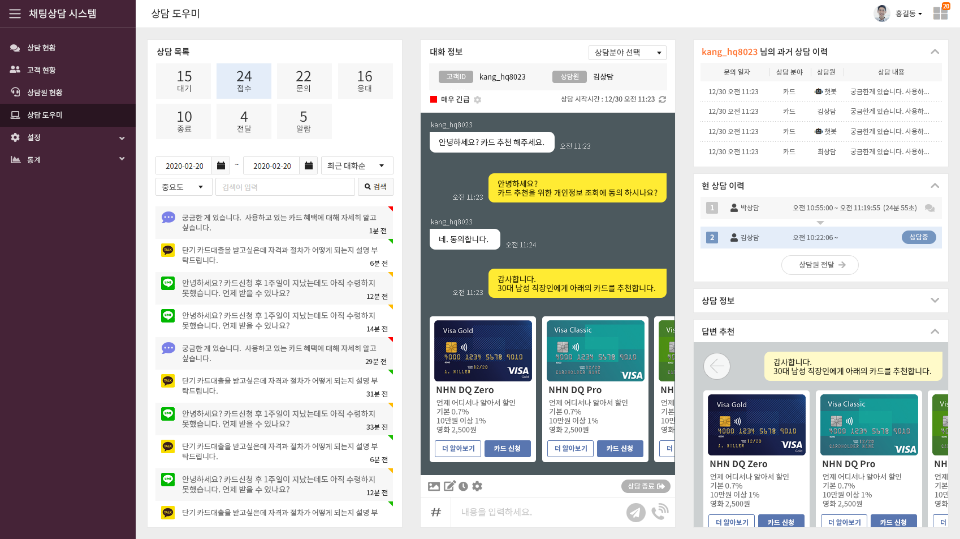 채팅상담 시스템
상담 현황
고객 현황
상담원 현황
상담 도우미
설정
통계
상담 도우미
홍길동
20
상담 목록
15
대기
24
접수
22
문의
16
응대
10
종료
4
전달
5
알람
2020-02-20 ~ 2020-02-20 최근 대화순
중요도 검색어 입력 검색
궁금한 게 있습니다. 사용하고 있는 카드 혜택에 대해 자세히 알고
싶습니다.
1분 전
단기 카드대출을 받고싶은데 자격과 절차가 어떻게 되는지 설명 부
탁드립니다.
6분 전
안녕하세요? 카드신청 후 1주일이 지났는데도 아직 수령하지
못했습니다. 언제 받을 수 있나요?
12분 전
안녕하세요? 카드신청 후 1주일이 지났는데도 아직 수령하지
못했습니다. 언제 받을 수 있나요?
14분 전
궁금한 게 있습니다. 사용하고 있는 카드 혜택에 대해 자세히 알고
싶습니다.
29분 전
단기 카드대출을 받고싶은데 자격과 절차가 어떻게 되는지 설명 부
탁드립니다.
31분 전
안녕하세요? 카드신청 후 1주일이 지났는데도 아직 수령하지
못했습니다. 언제 받을 수 있나요?
33분 전
단기 카드대출을 받고싶은데 자격과 절차가 어떻게 되는지 설명 부
탁드립니다.
6분 전
안녕하세요? 카드신청 후 1주일이 지났는데도 아직 수령하지
못했습니다. 언제 받을 수 있나요?
12분 전
단기 카드대출을 받고싶은데 자격과 절차가 어떻게 되는지 설명 부
대화 정보
상담분야 선택
고객ID kang_hq8023 상담원 김상담
매우 긴급 상담 시작시간 : 12/30 오전 11:23
kang_hq8023
안녕하세요? 카드 추천 해주세요.
오전 11:23
안녕하세요?
카드 추천을 위한 개인정보 조회에 동의 하시나요?
오전 11:23
kang_hq8023
네. 동의합니다.
오전 11:34
감사합니다.
30대 남성 직장인에게 아래의 카드를 추천합니다.
오전 11:23
Visa Gold
4000 1234 5678 9010
12/20
J. MILLER
VISA
NHN DQ Zero
언제 어디서나 알아서 할인
기본 0.7%
10만원 이상 1%
영화 2,500원
더 알아보기 카드 신청
Visa Classic
4000 1234 5678 9010
VISA
NHN DQ Pro
언제 어디서나 알아서 할인
기본 0.7%
10만원 이상 1%
영화 2,500원
더 알아보기 카드 신청
상담 종료
# 내용을 입력하세요.
kang_hq8023 님의 과거 상담 이력
문의 일자 상담 분야 상담원 상담 내용
12/30 오전 11:23 카드 챗봇 궁금한게 있습니다. 사용하...
12/30 오전 11:23 카드 김상담 궁금한게 있습니다. 사용하...
12/30 오전 11:23 카드 챗봇 궁금한게 있습니다. 사용하...
12/30 오전 11:23 카드 최상담 궁금한게 있습니다. 사용하...
현 상담 이력
1 박상담 오전 10:55:00 ~ 오전 11:19:55 (24분 55초)
2 김상담 오전 10:22:06 ~ 상담중
상담원 전달
상담 정보
답변 추천
감사합니다.
30대 남성 직장인에게 아래의 카드를 추천합니다.
Visa Gold
4000 1234 5678 9010
12/20
J. MILLER
VISA
NHN DQ Zero
언제 어디서나 알아서 할인
기본 0.7%
10만원 이상 1%
영화 2,500원
더 알아보기 카드 신청
Visa Classic
4000 1234 5678 9010
VISA
NHN DQ Pro
언제 어디서나 알아서 할인
기본 0.7%
10만원 이상 1%
영화 2,500원
더 알아보기 카드 신청